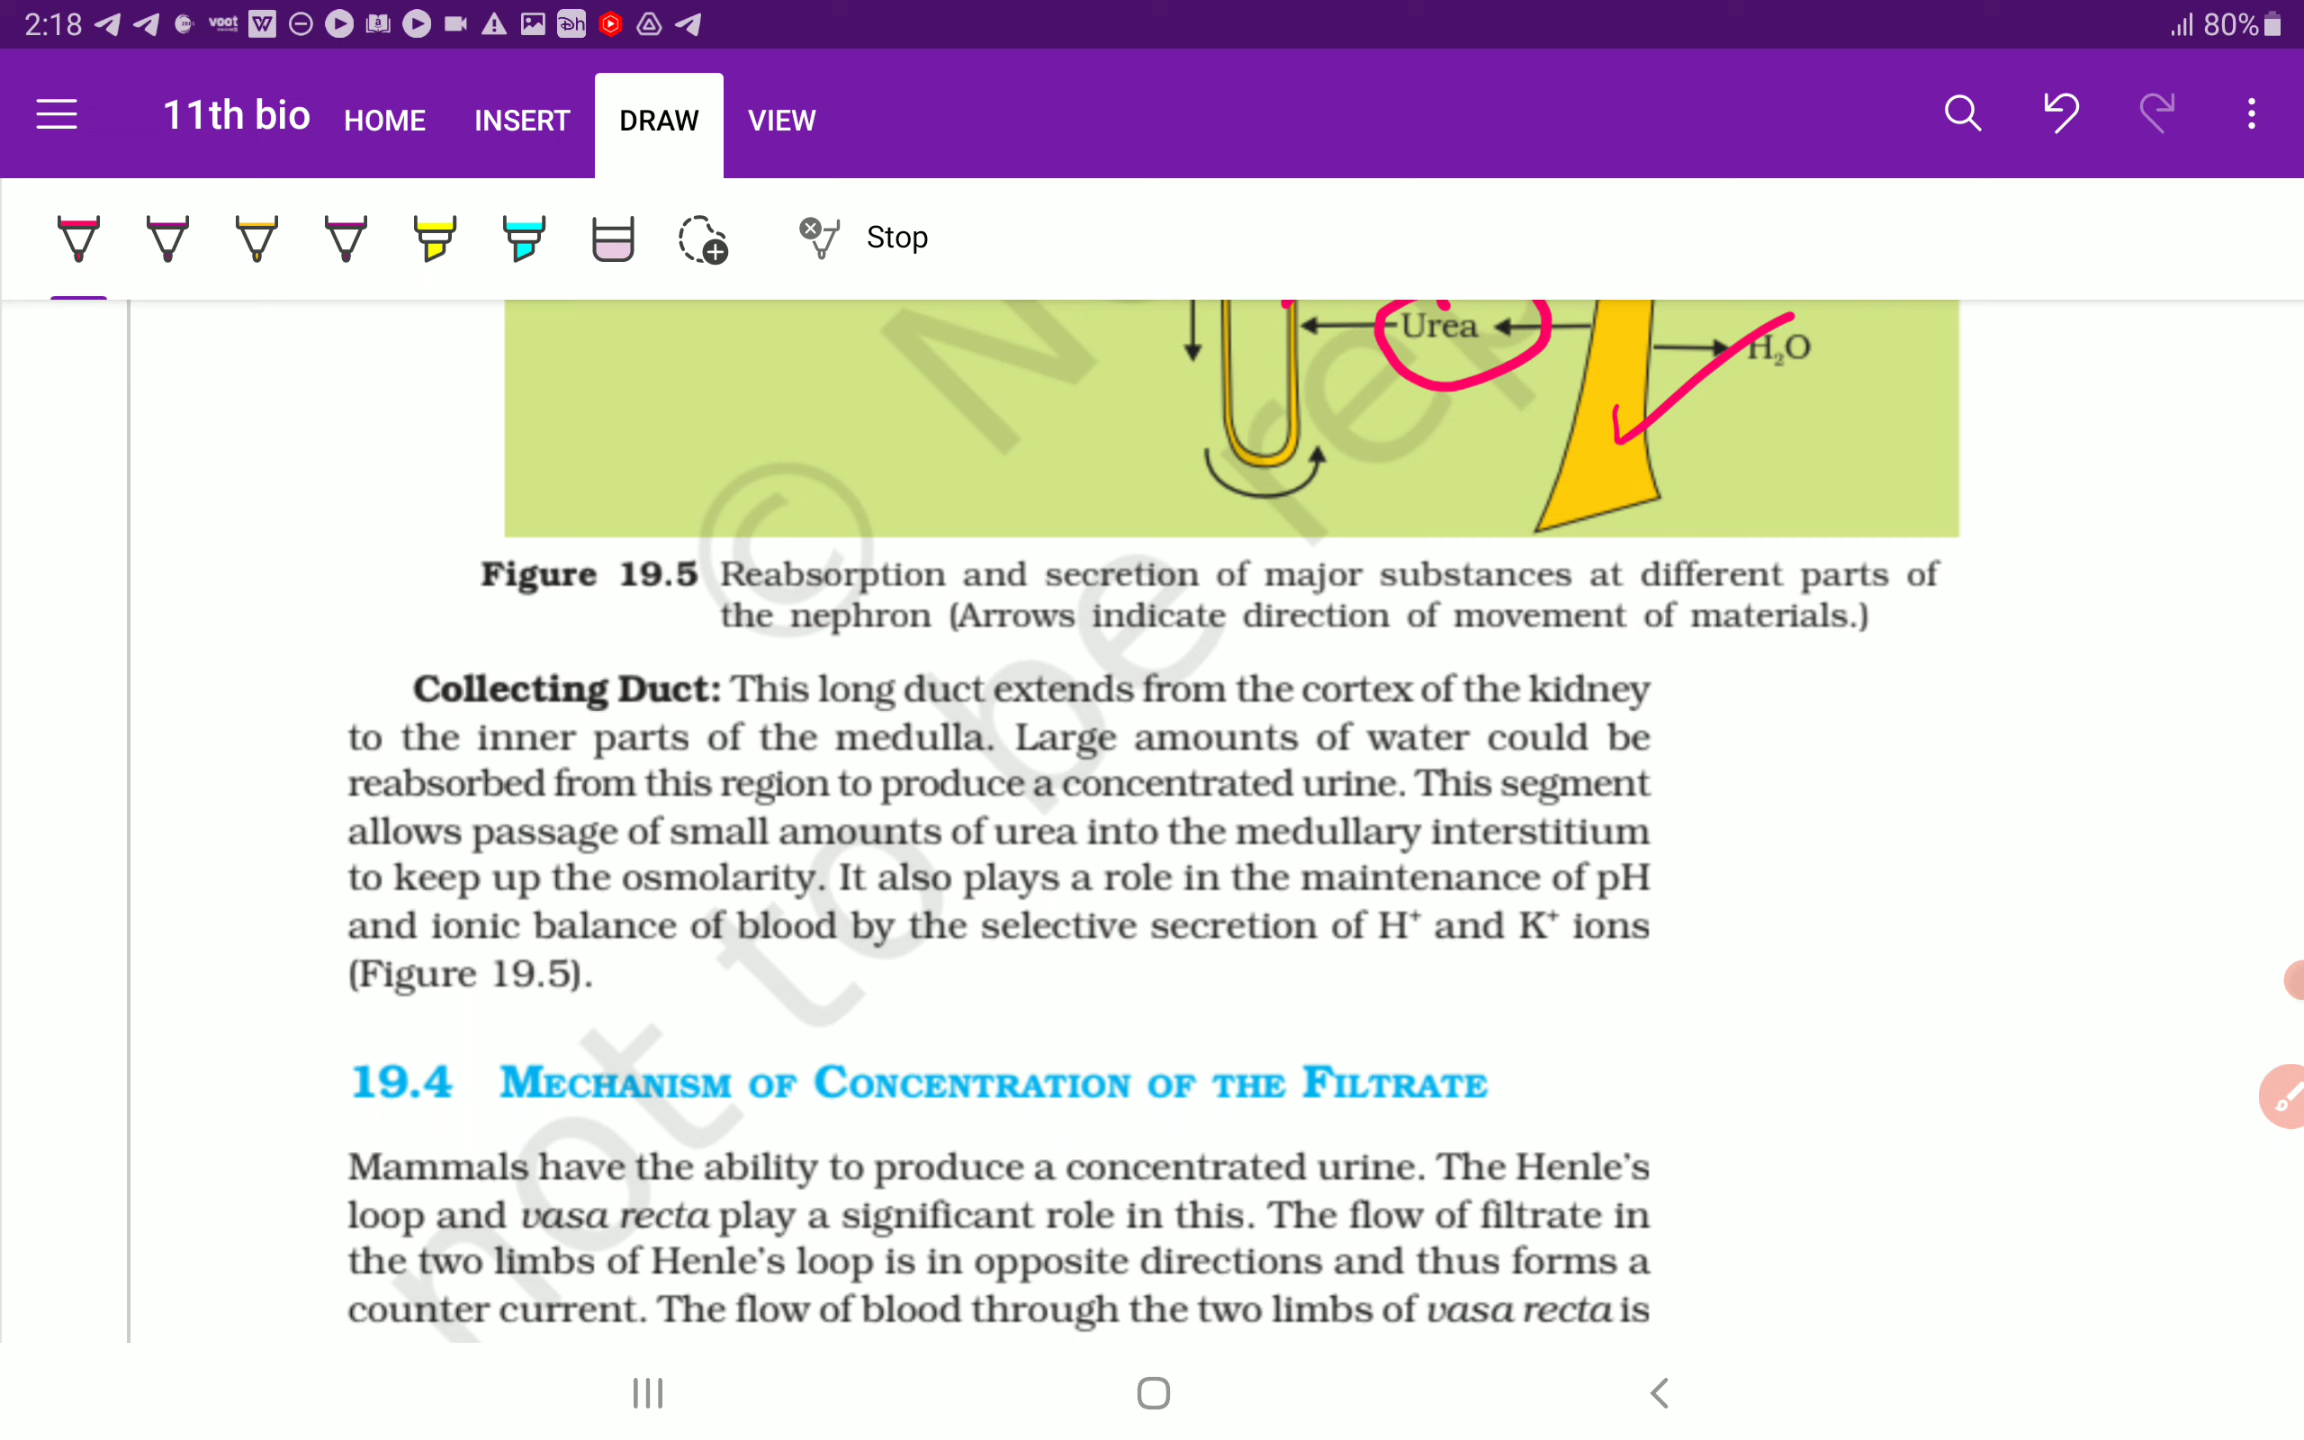 2:18 voot W Dh 80%
11th bio HOME INSERT DRAW VIEW
Stop
Urea
H₂O
Figure 19.5 Reabsorption and secretion of major substances at different parts of
the nephron (Arrows indicate direction of movement of materials.)
Collecting Duct: This long duct extends from the cortex of the kidney
to the inner parts of the medulla. Large amounts of water could be
reabsorbed from this region to produce a concentrated urine. This segment
allows passage of small amounts of urea into the medullary interstitium
to keep up the osmolarity. It also plays a role in the maintenance of pH
and ionic balance of blood by the selective secretion of H⁺ and K⁺ ions
(Figure 19.5).
19.4 MECHANISM OF CONCENTRATION OF THE FILTRATE
Mammals have the ability to produce a concentrated urine. The Henle's
loop and vasa recta play a significant role in this. The flow of filtrate in
the two limbs of Henle's loop is in opposite directions and thus forms a
counter current. The flow of blood through the two limbs of vasa recta is
© N
not to be rep